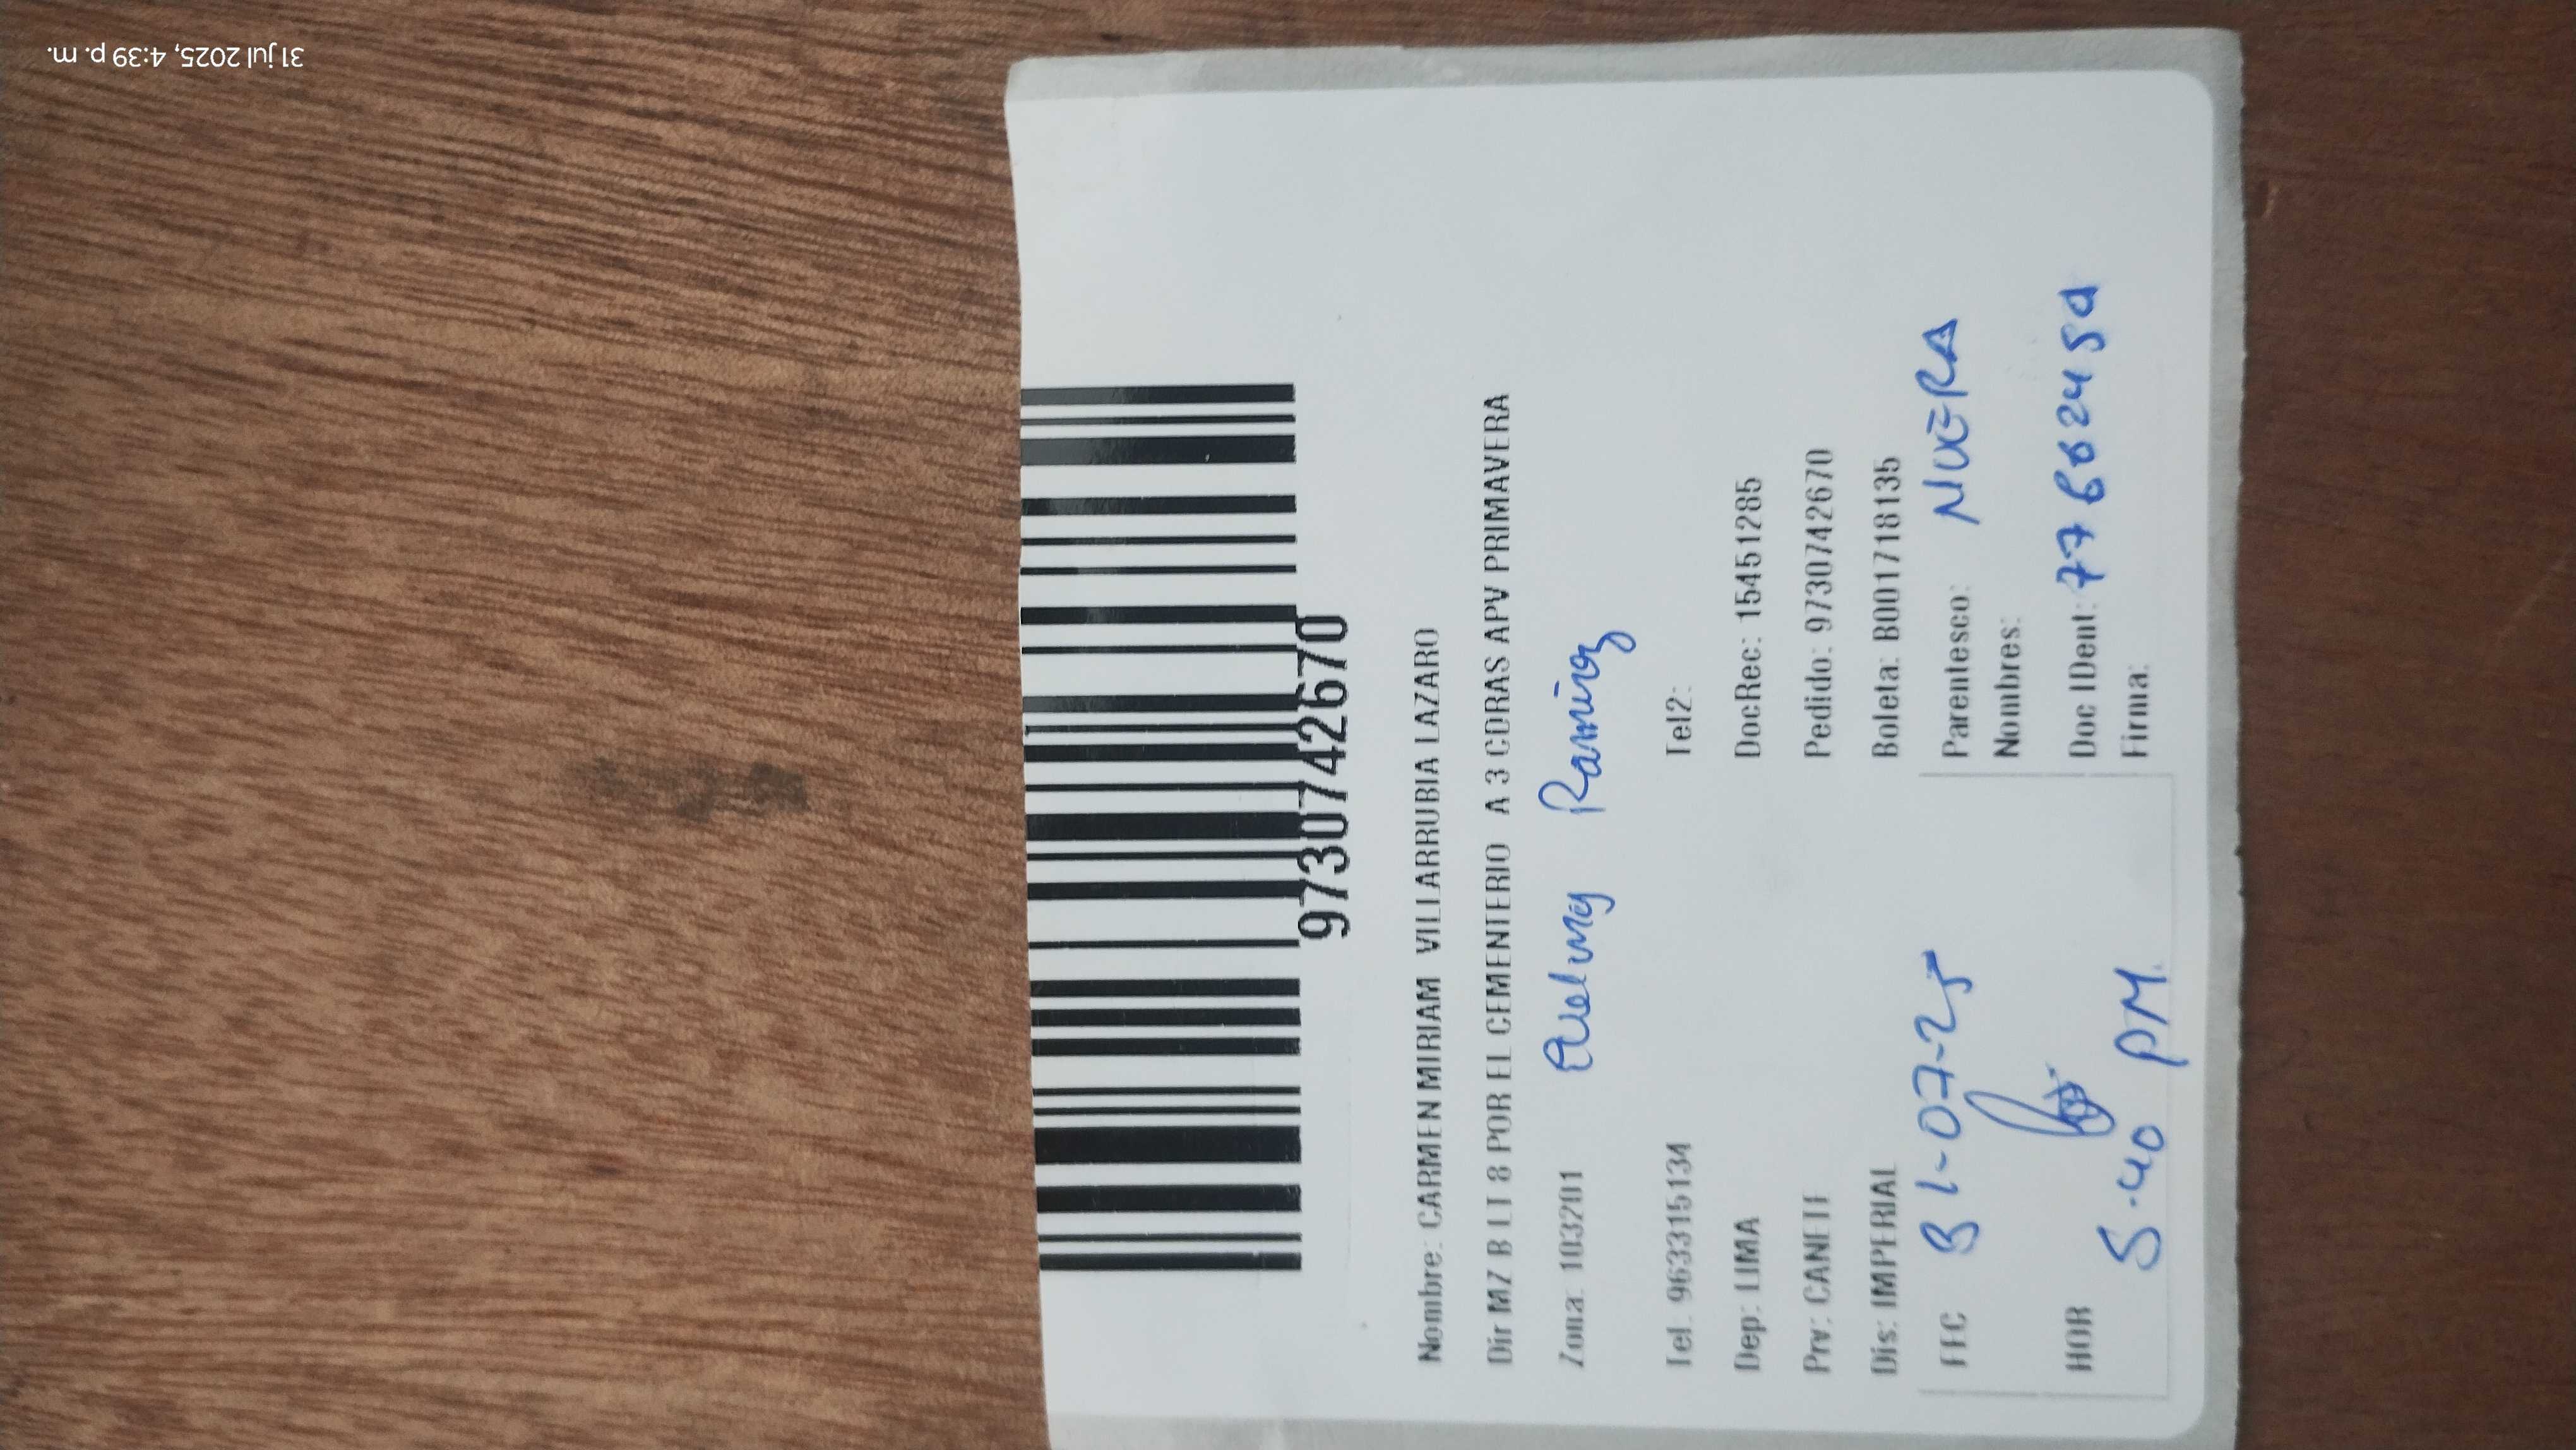 31 jul 2025, 4:39 p. m.
9730742670
Nombre: CARMEN MIRIAM VILLARRUBIA LAZARO
Dir MZ B LT 8 POR EL CEMENTERIO A 3 CDRAS APV PRIMAVERA
Zona: 103201 Ramirez
Tel. 963315134 Tel2:
Dep: LIMA DocRec: 15451285
Prv: CANETE Pedido: 9730742670
Dis: IMPERIAL Boleta: B001718135
FEC 31-07-25 Parentesco: NUERA
Nombres:
HOR 5:40 PM. Doc IDent:
Firma: